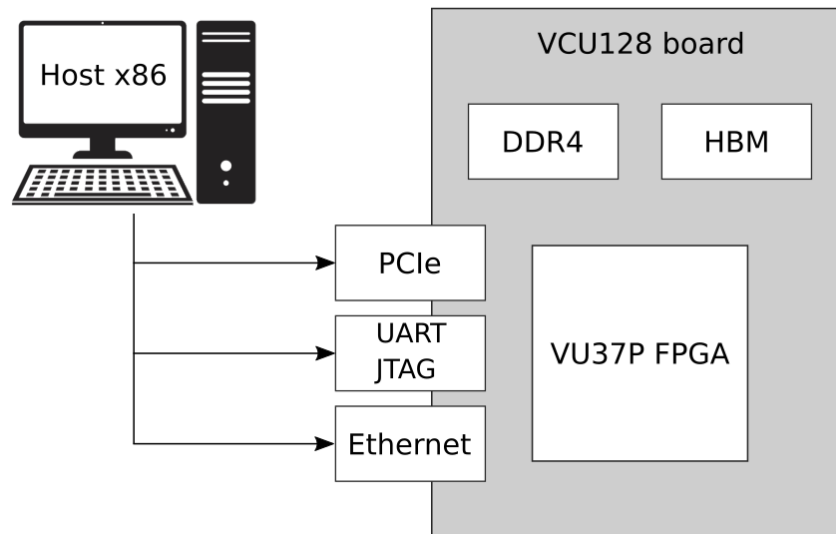 Host x86
VCU128 board
DDR4
HBM
PCIe
UART
JTAG
Ethernet
VU37P FPGA